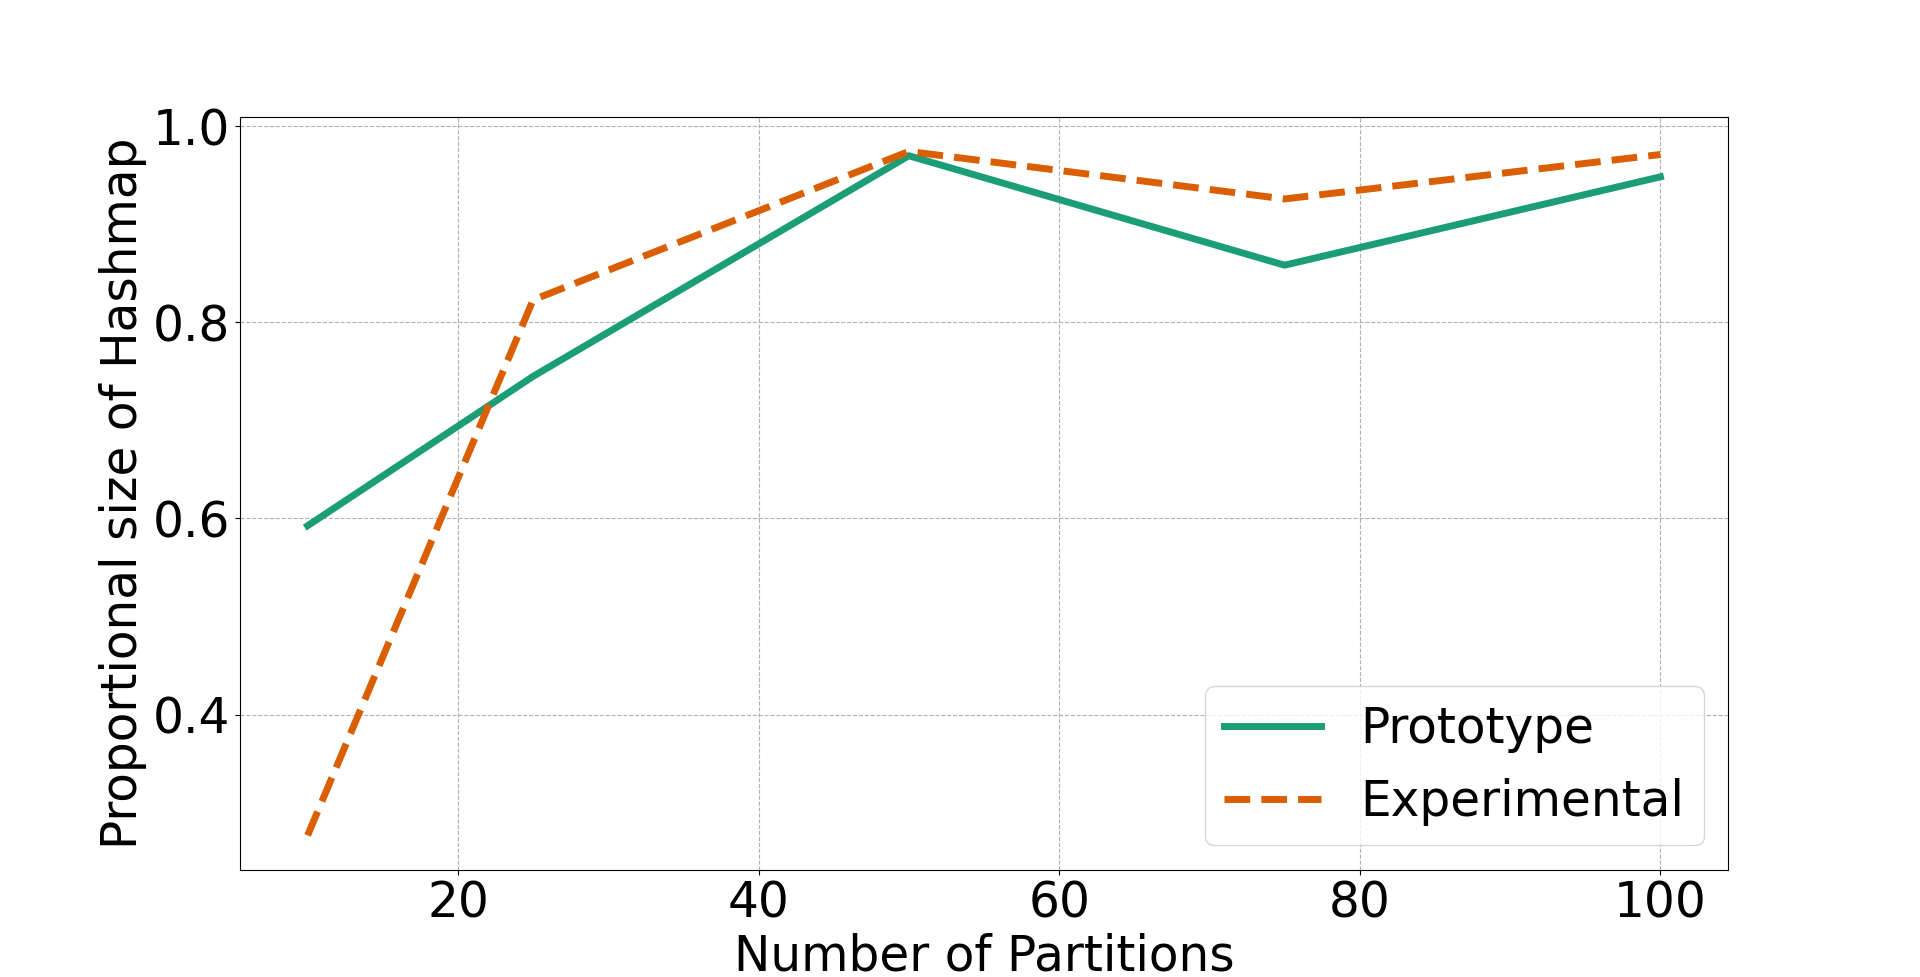 Proportional size of Hashmap
1.0
0.8
0.6
0.4
Prototype
Experimental
20 40 60 80 100
Number of Partitions